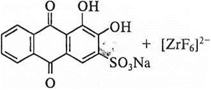 O OH
OH
SO₃Na + [ZrF₆]²⁻
O